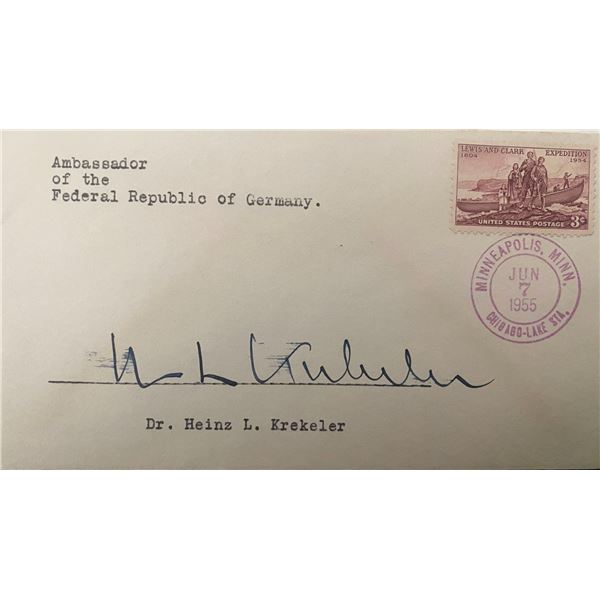 Ambassador
of the
Federal Republic of Germany.
LEWIS AND CLARK EXPEDITION
1804 1954
UNITED STATES POSTAGE 3¢
MINNEAPOLIS, MINN.
JUN
7
1955
CHICAGO-LAKE STA.
H L Krekeler
Dr. Heinz L. Krekeler